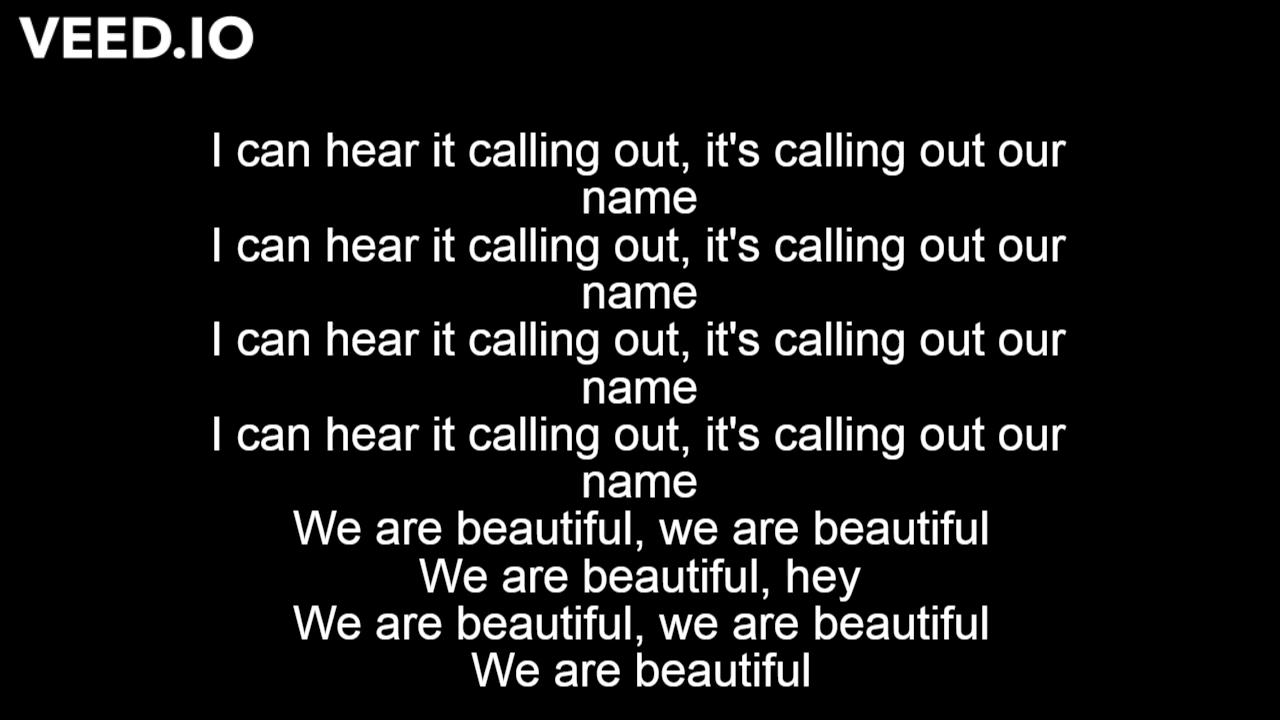 VEED.IO
I can hear it calling out, it's calling out our
name
I can hear it calling out, it's calling out our
name
I can hear it calling out, it's calling out our
name
I can hear it calling out, it's calling out our
name
We are beautiful, we are beautiful
We are beautiful, hey
We are beautiful, we are beautiful
We are beautiful